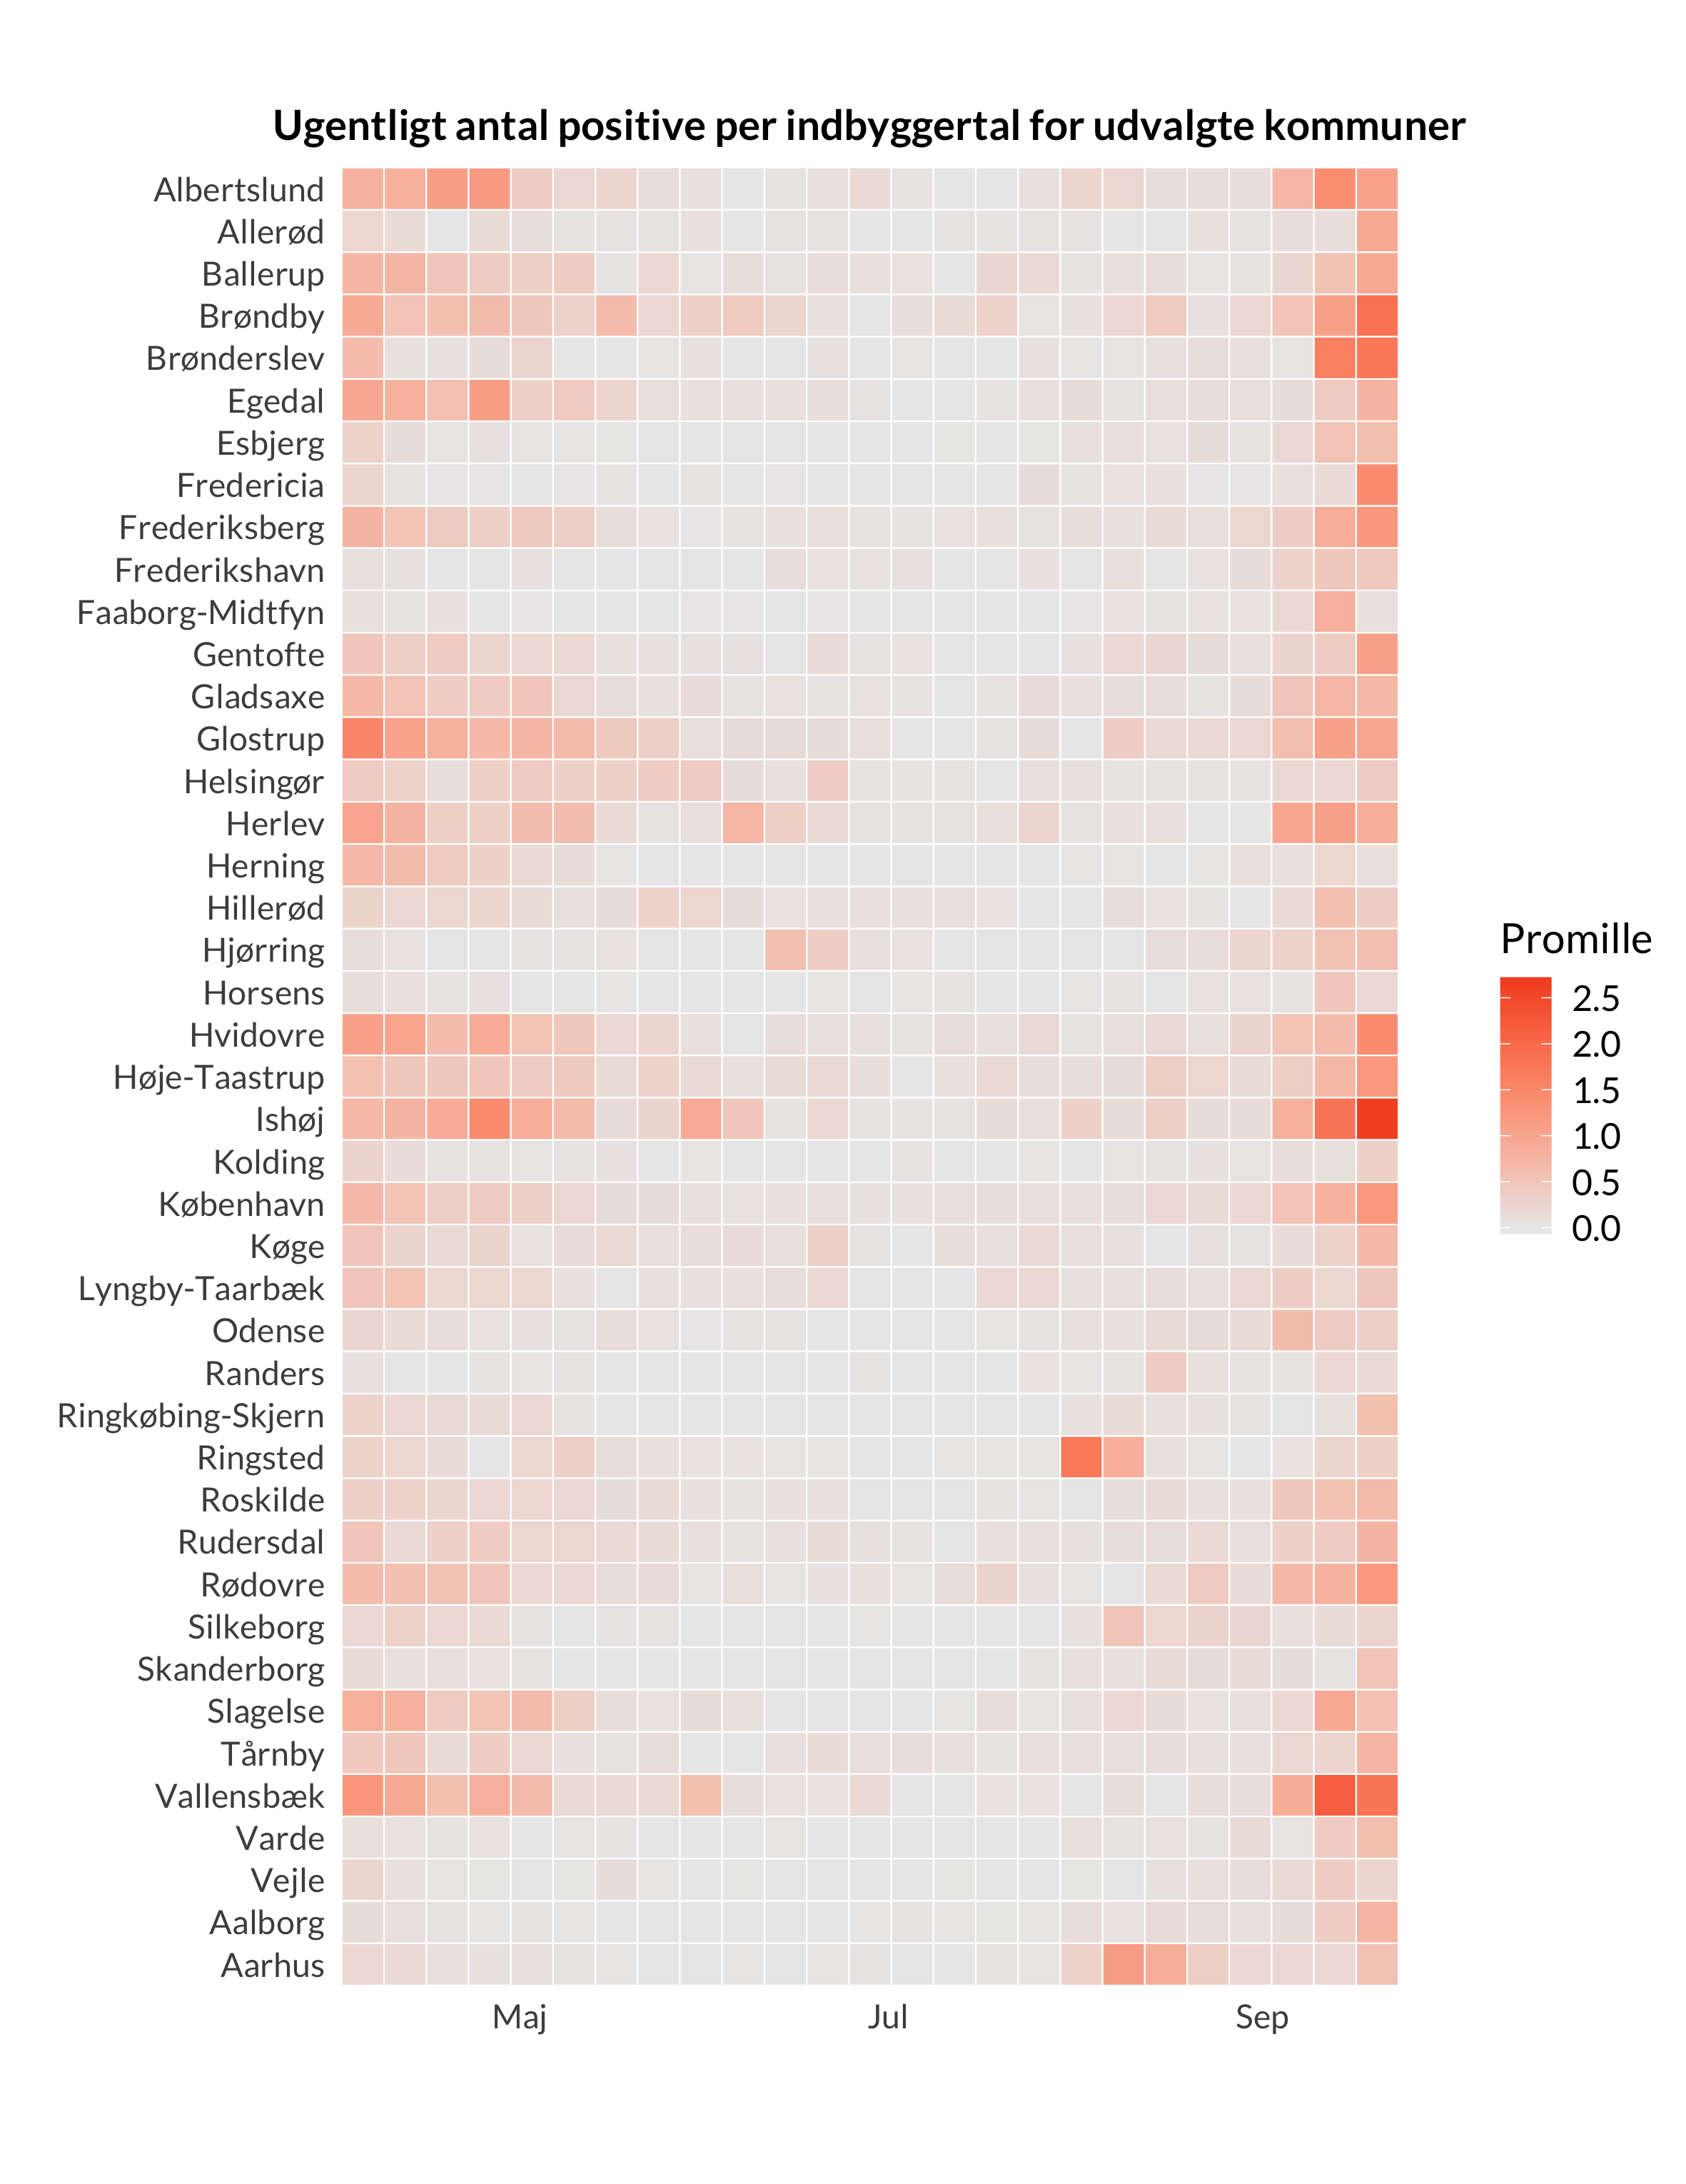 Ugentligt antal positive per indbyggertal for udvalgte kommuner
Albertslund
Allerød
Ballerup
Brøndby
Brønderslev
Egedal
Esbjerg
Fredericia
Frederiksberg
Frederikshavn
Faaborg-Midtfyn
Gentofte
Gladsaxe
Glostrup
Helsingør
Herlev
Herning
Hillerød
Hjørring
Horsens
Hvidovre
Høje-Taastrup
Ishøj
Kolding
København
Køge
Lyngby-Taarbæk
Odense
Randers
Ringkøbing-Skjern
Ringsted
Roskilde
Rudersdal
Rødovre
Silkeborg
Skanderborg
Slagelse
Tårnby
Vallensbæk
Varde
Vejle
Aalborg
Aarhus
Maj Jul Sep
Promille
2.5
2.0
1.5
1.0
0.5
0.0